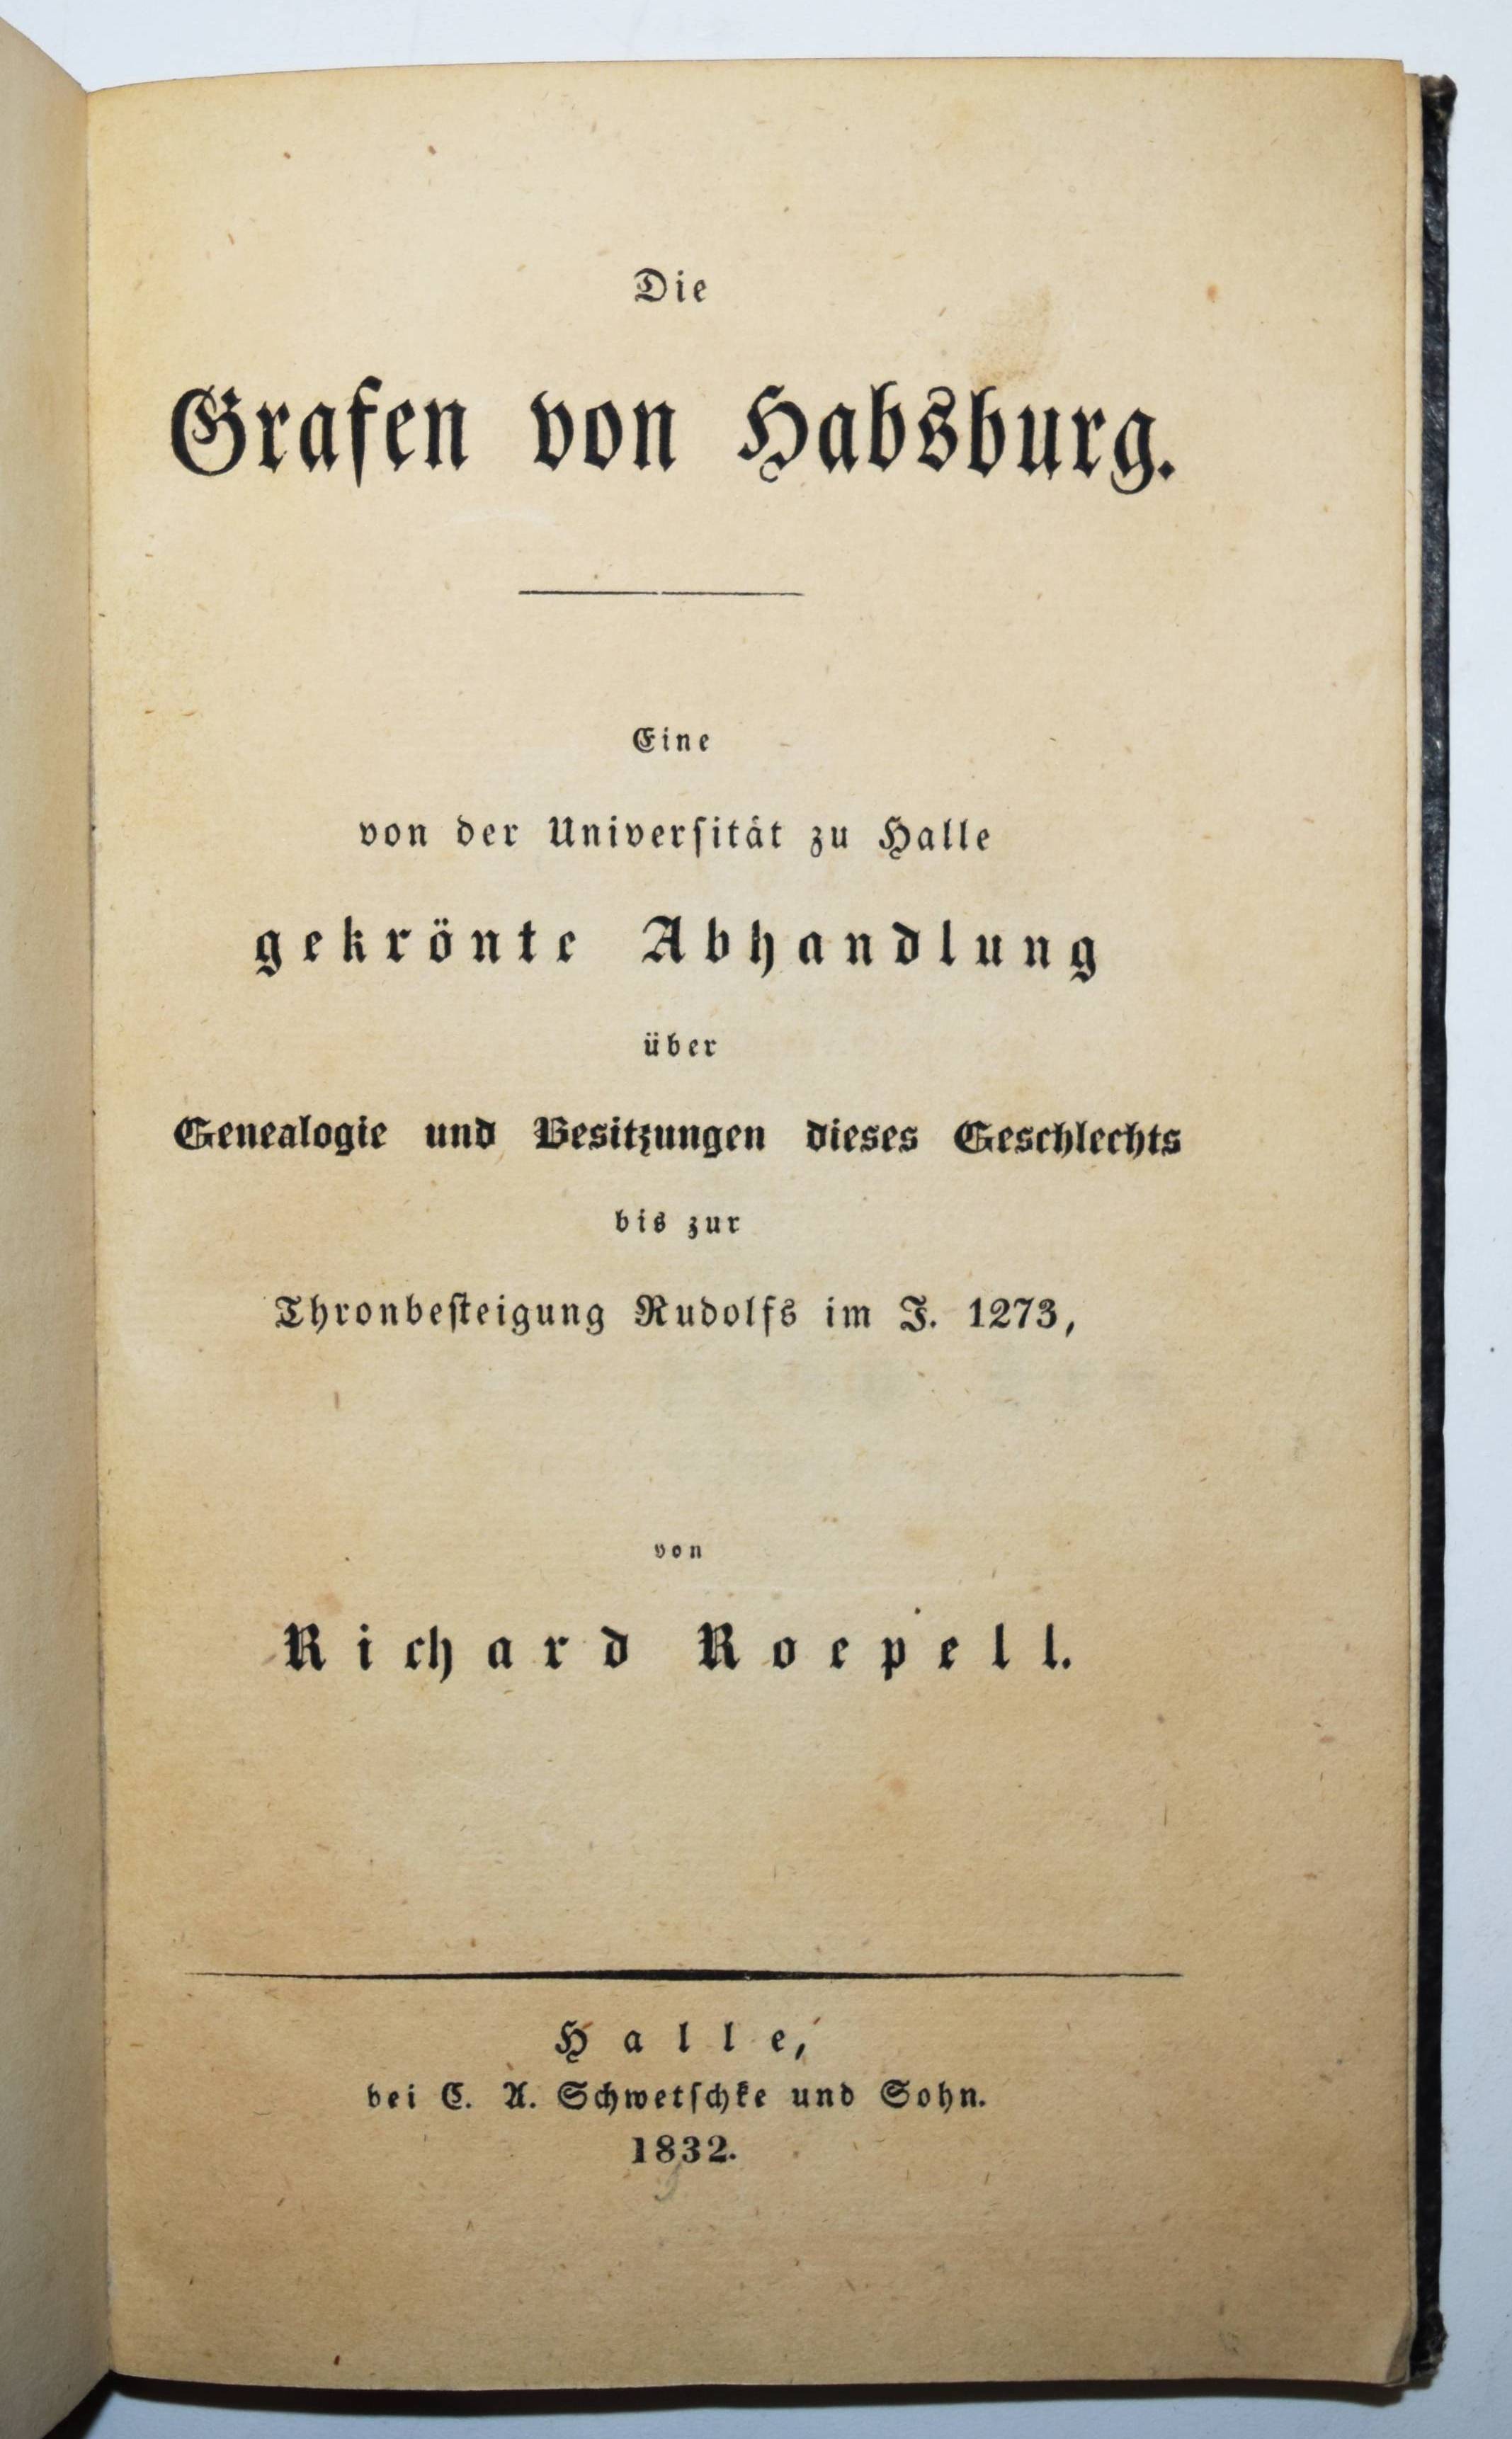 Die
Grafen von Habsburg.
Eine
von der Univerſität zu Halle
gekrönte Abhandlung
über
Genealogie und Besitzungen dieses Geschlechts
bis zur
Thronbeſteigung Rudolfs im J. 1273,
von
Richard Roepell.
Halle,
bei C. A. Schwetſchke und Sohn.
1832.